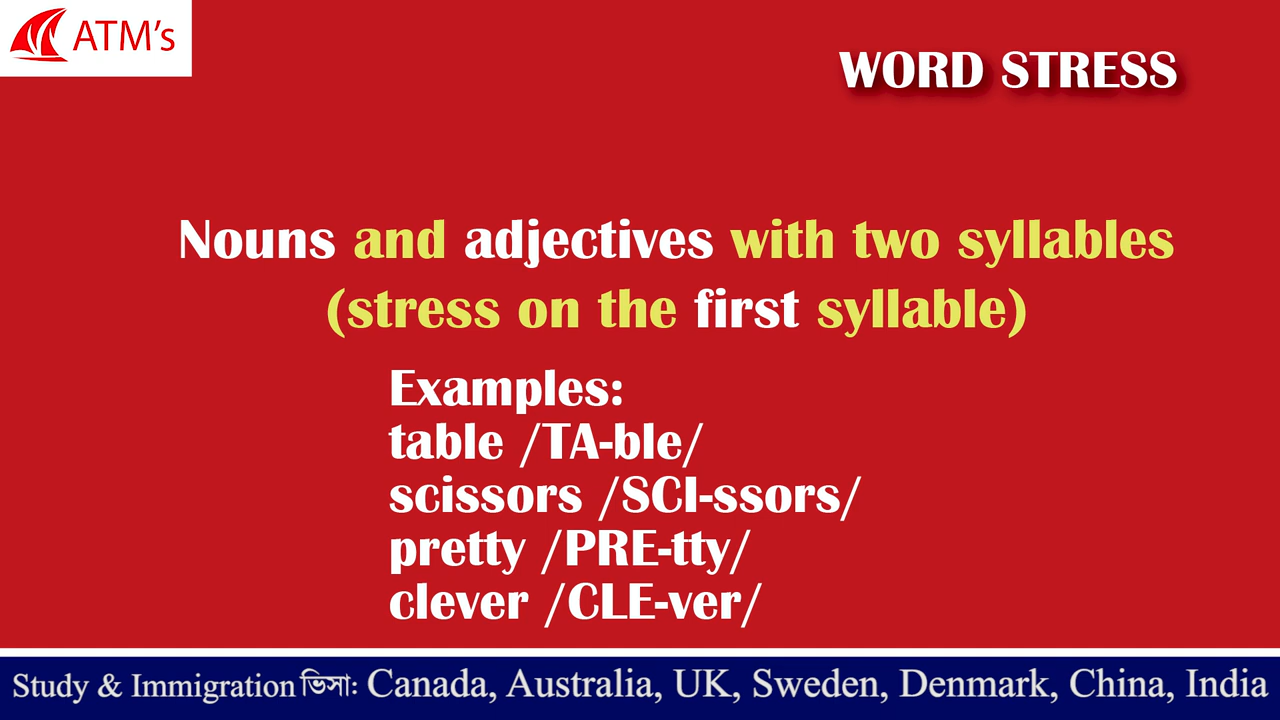 ATM's
WORD STRESS
Nouns and adjectives with two syllables
(stress on the first syllable)
Examples:
table /TA-ble/
scissors /SCI-ssors/
pretty /PRE-tty/
clever /CLE-ver/
Study & Immigration ভিসা: Canada, Australia, UK, Sweden, Denmark, China, India